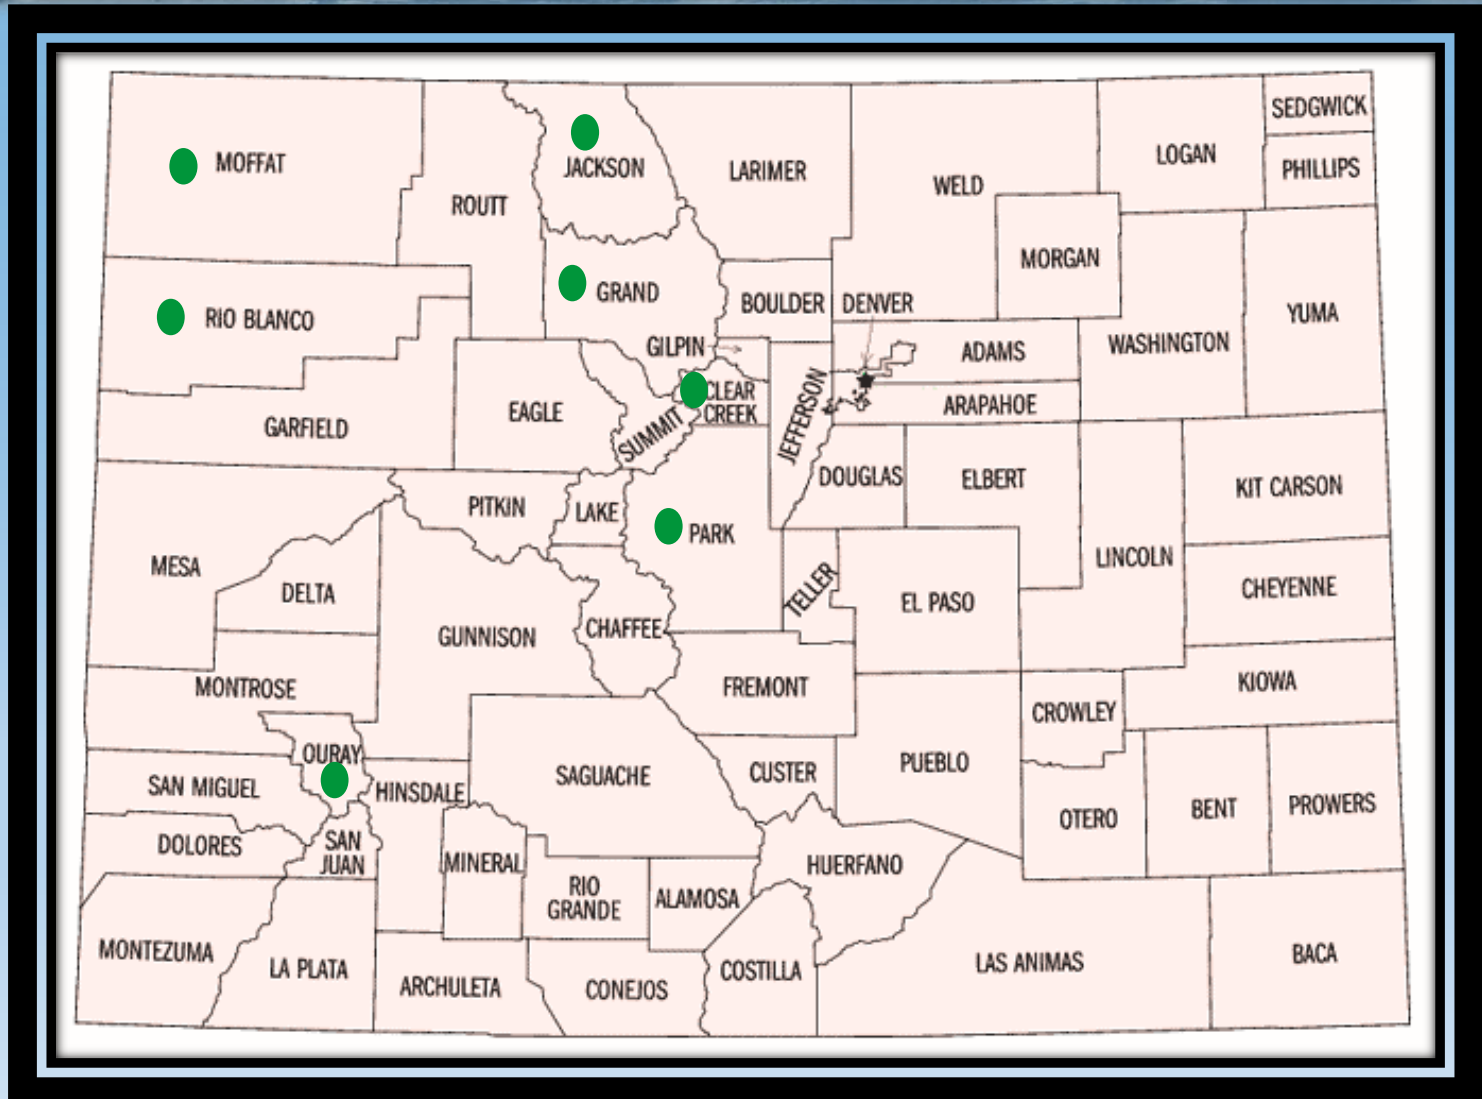 SEDGWICK
LOGAN
PHILLIPS
MOFFAT
JACKSON
LARIMER
WELD
ROUTT
MORGAN
YUMA
RIO BLANCO
GRAND
BOULDER
DENVER
WASHINGTON
GILPIN
ADAMS
CLEAR
CREEK
ARAPAHOE
EAGLE
SUMMIT
JEFFERSON
GARFIELD
DOUGLAS
ELBERT
KIT CARSON
PITKIN
LAKE
PARK
LINCOLN
MESA
DELTA
TELLER
EL PASO
CHEYENNE
GUNNISON
CHAFFEE
MONTROSE
FREMONT
KIOWA
CROWLEY
OURAY
SAN MIGUEL
HINSDALE
SAGUACHE
CUSTER
PUEBLO
OTERO
BENT
PROWERS
DOLORES
SAN
JUAN
MINERAL
RIO
GRANDE
ALAMOSA
HUERFANO
MONTEZUMA
LA PLATA
ARCHULETA
CONEJOS
COSTILLA
LAS ANIMAS
BACA